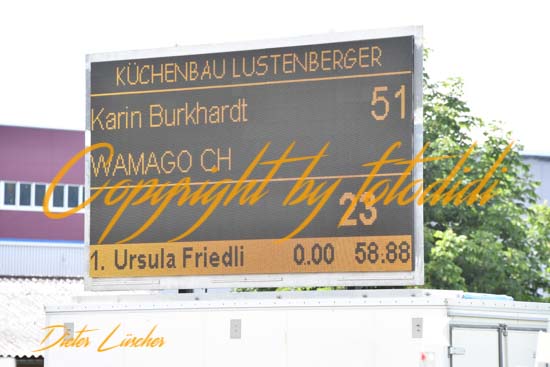 KÜCHENBAU LUSTENBERGER
Karin Burkhardt 51
WAMAGO CH
Copyright by fotodidi
23
1. Ursula Friedli 0.00 58.88
Dieter Lüscher